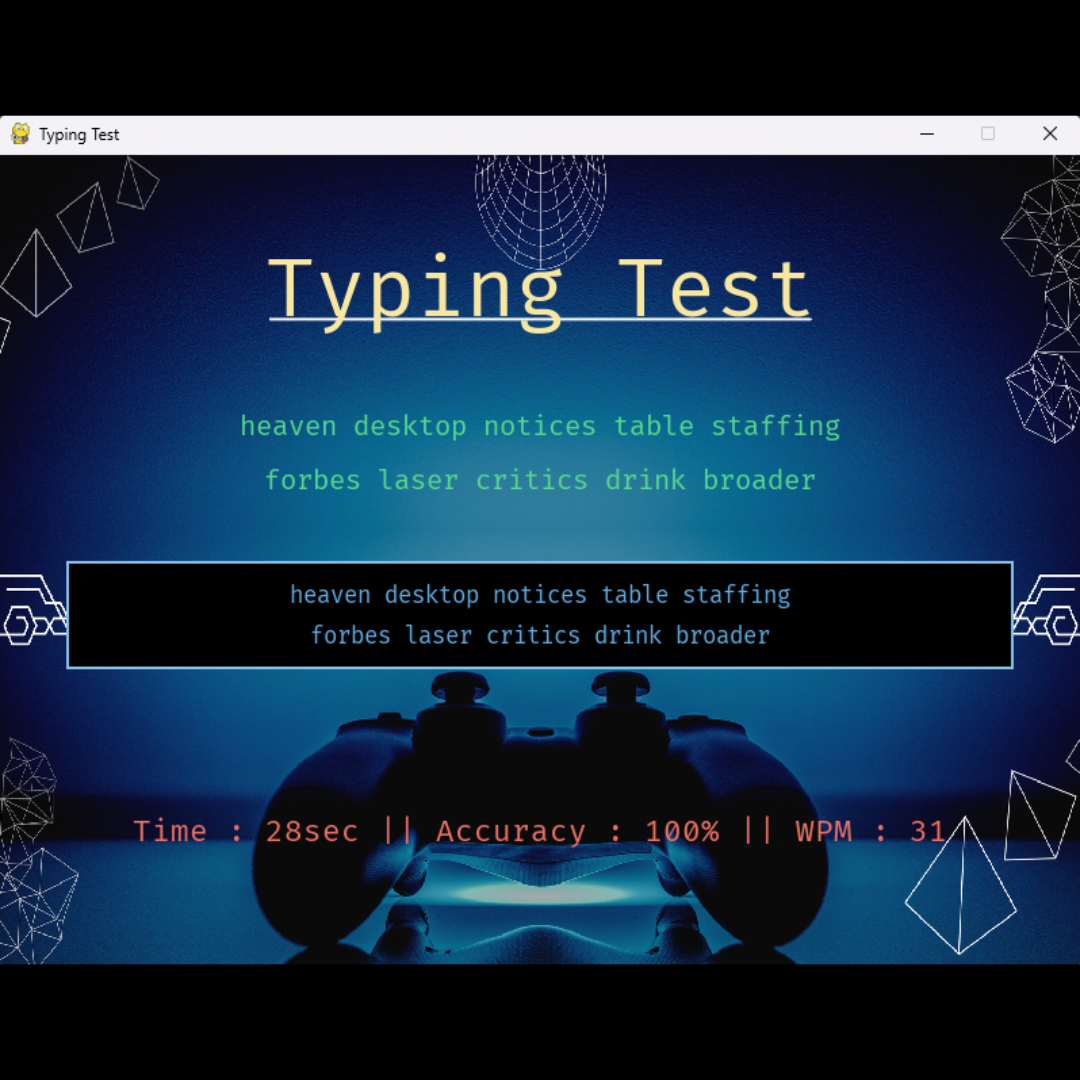 Typing Test
Typing Test
heaven desktop notices table staffing
forbes laser critics drink broader
heaven desktop notices table staffing
forbes laser critics drink broader
Time : 28sec || Accuracy : 100% || WPM : 31